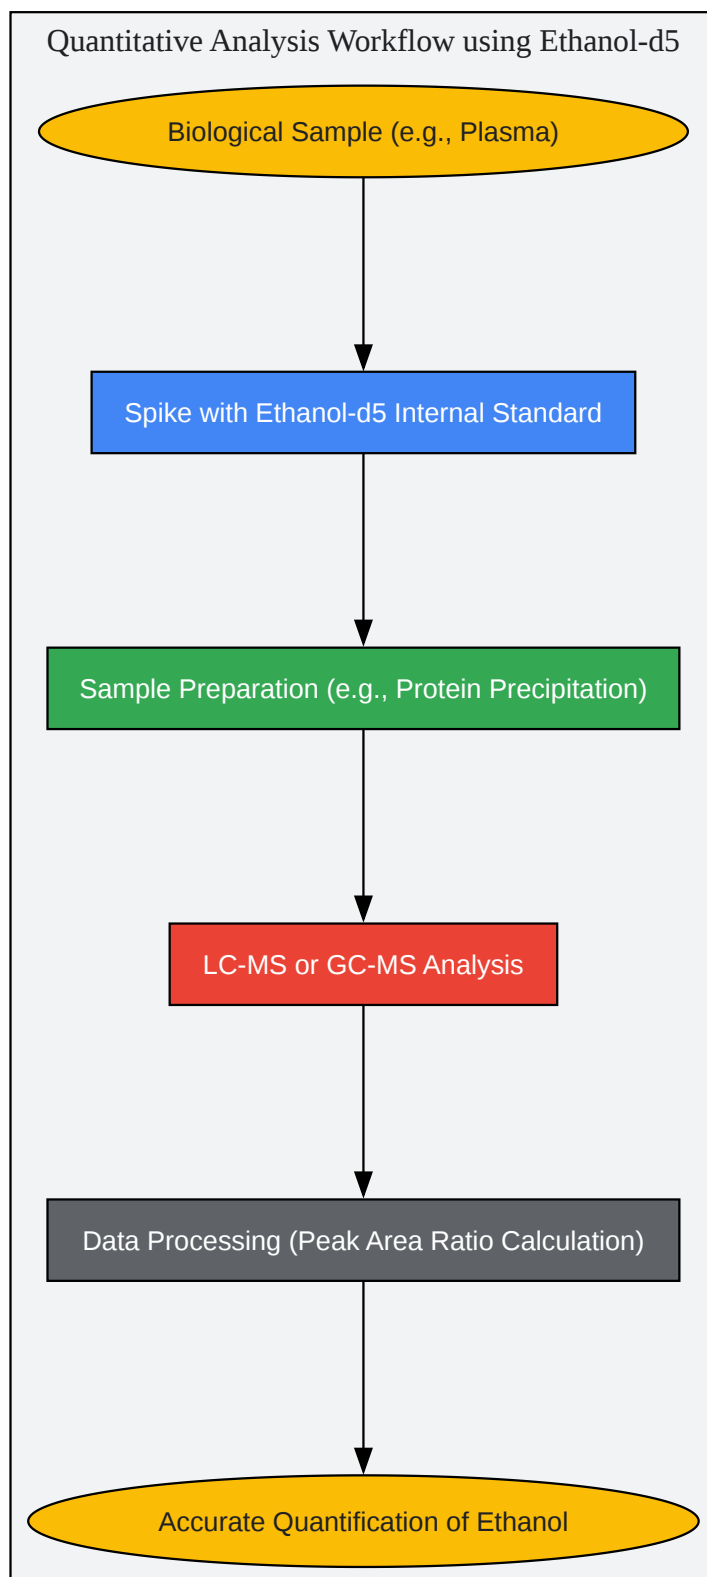 Quantitative Analysis Workflow using Ethanol-d5
Biological Sample (e.g., Plasma)
Spike with Ethanol-d5 Internal Standard
Sample Preparation (e.g., Protein Precipitation)
LC-MS or GC-MS Analysis
Data Processing (Peak Area Ratio Calculation)
Accurate Quantification of Ethanol